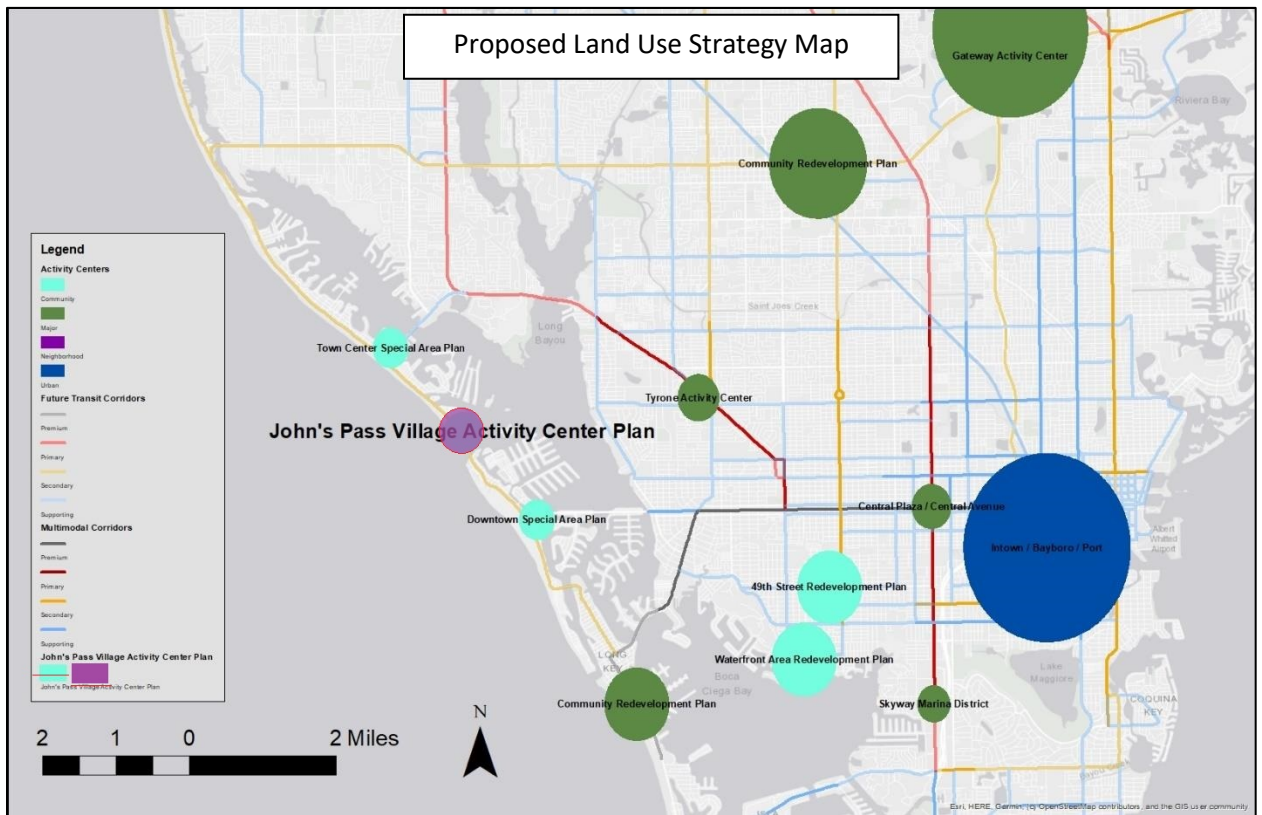 Proposed Land Use Strategy Map
Gateway Activity Center
Riviera Bay
Community Redevelopment Plan
Saint Joes Creek
Long
Bayou
Town Center Special Area Plan
Tyrone Activity Center
John's Pass Village Activity Center Plan
Downtown Special Area Plan
Central Plaza / Central Avenue
Albert
Whitted
Airport
Intown / Bayboro / Port
49th Street Redevelopment Plan
Waterfront Area Redevelopment Plan
LONG
KEY
Boca
Ciega Bay
Lake
Maggiore
Community Redevelopment Plan
Skyway Marina District
COQUINA
KEY
Bayou Creek
Legend
Activity Centers
Community
Major
Neighborhood
Urban
Future Transit Corridors
Premium
Primary
Secondary
Supporting
Multimodal Corridors
Premium
Primary
Secondary
Supporting
John's Pass Village Activity Center Plan
John's Pass Village Activity Center Plan
2 1 0 2 Miles
N
Esri, HERE, Garmin, (c) OpenStreetMap contributors, and the GIS user community